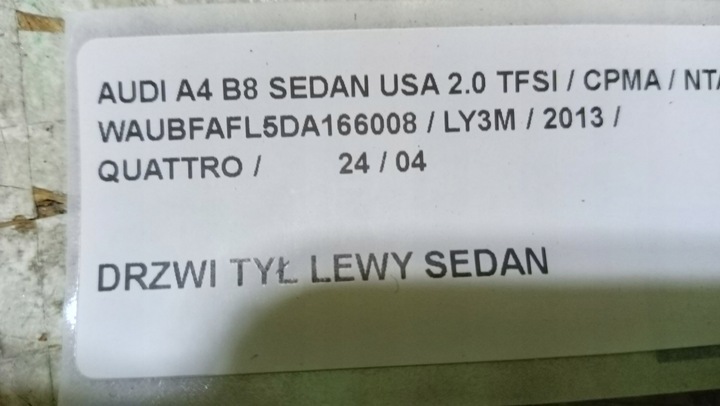 AUDI A4 B8 SEDAN USA 2.0 TFSI / CPMA / NTA
WAUBFAFL5DA166008 / LY3M / 2013 /
QUATTRO / 24 / 04
DRZWI TYŁ LEWY SEDAN